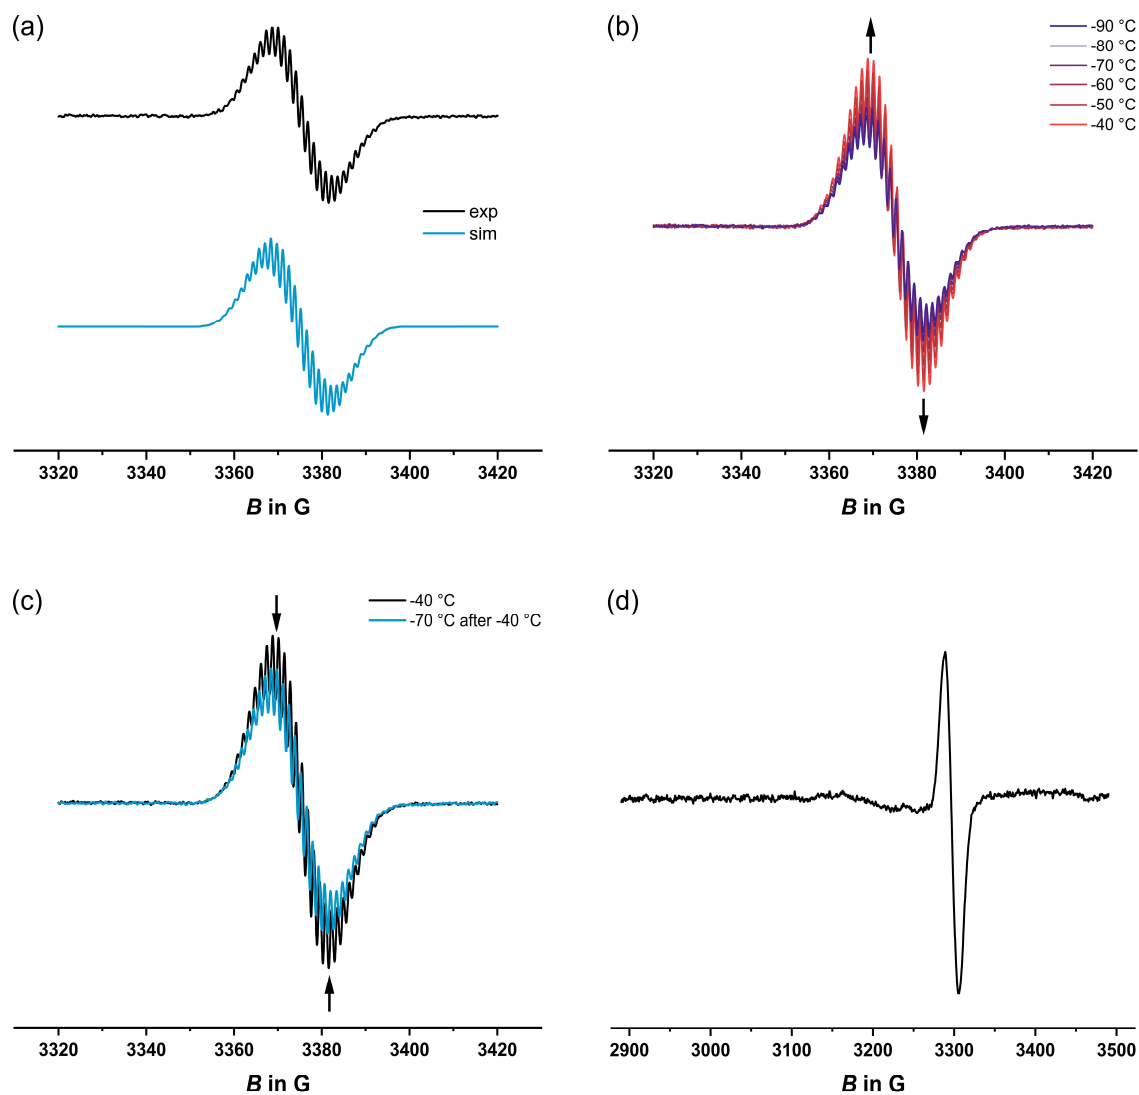 (a)
exp
sim
3320 3340 3360 3380 3400 3420
B in G
(b)
-90 °C
-80 °C
-70 °C
-60 °C
-50 °C
-40 °C
3320 3340 3360 3380 3400 3420
B in G
(c)
-40 °C
-70 °C after -40 °C
3320 3340 3360 3380 3400 3420
B in G
(d)
2900 3000 3100 3200 3300 3400 3500
B in G